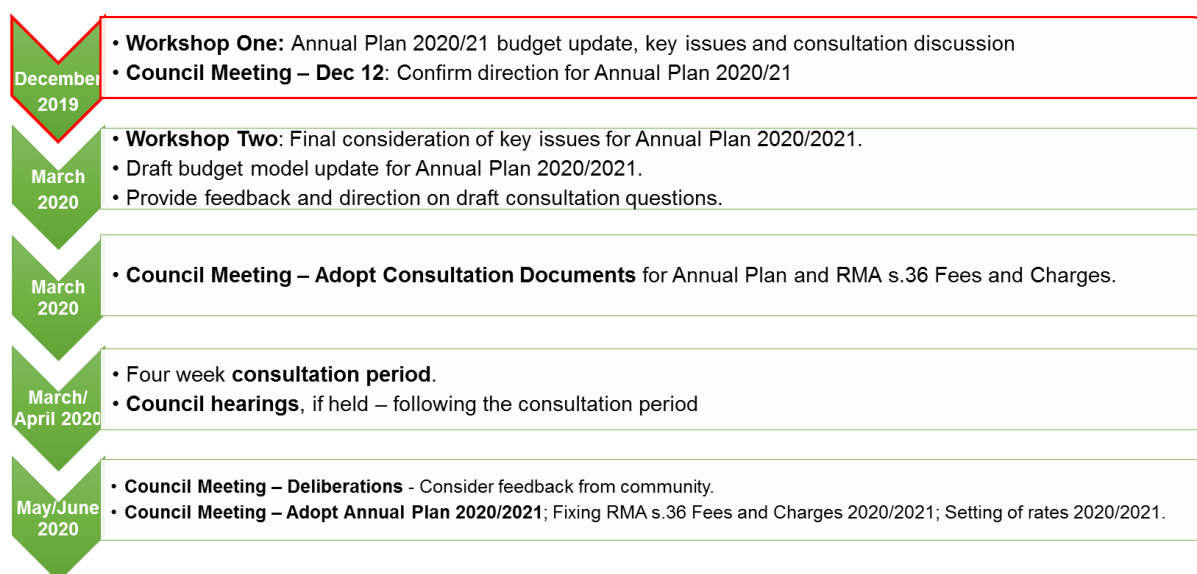 December
2019
• Workshop One: Annual Plan 2020/21 budget update, key issues and consultation discussion
• Council Meeting – Dec 12: Confirm direction for Annual Plan 2020/21
March
2020
• Workshop Two: Final consideration of key issues for Annual Plan 2020/2021.
• Draft budget model update for Annual Plan 2020/2021.
• Provide feedback and direction on draft consultation questions.
March
2020
• Council Meeting – Adopt Consultation Documents for Annual Plan and RMA s.36 Fees and Charges.
March/
April 2020
• Four week consultation period.
• Council hearings, if held – following the consultation period
May/June
2020
• Council Meeting – Deliberations - Consider feedback from community.
• Council Meeting – Adopt Annual Plan 2020/2021; Fixing RMA s.36 Fees and Charges 2020/2021; Setting of rates 2020/2021.